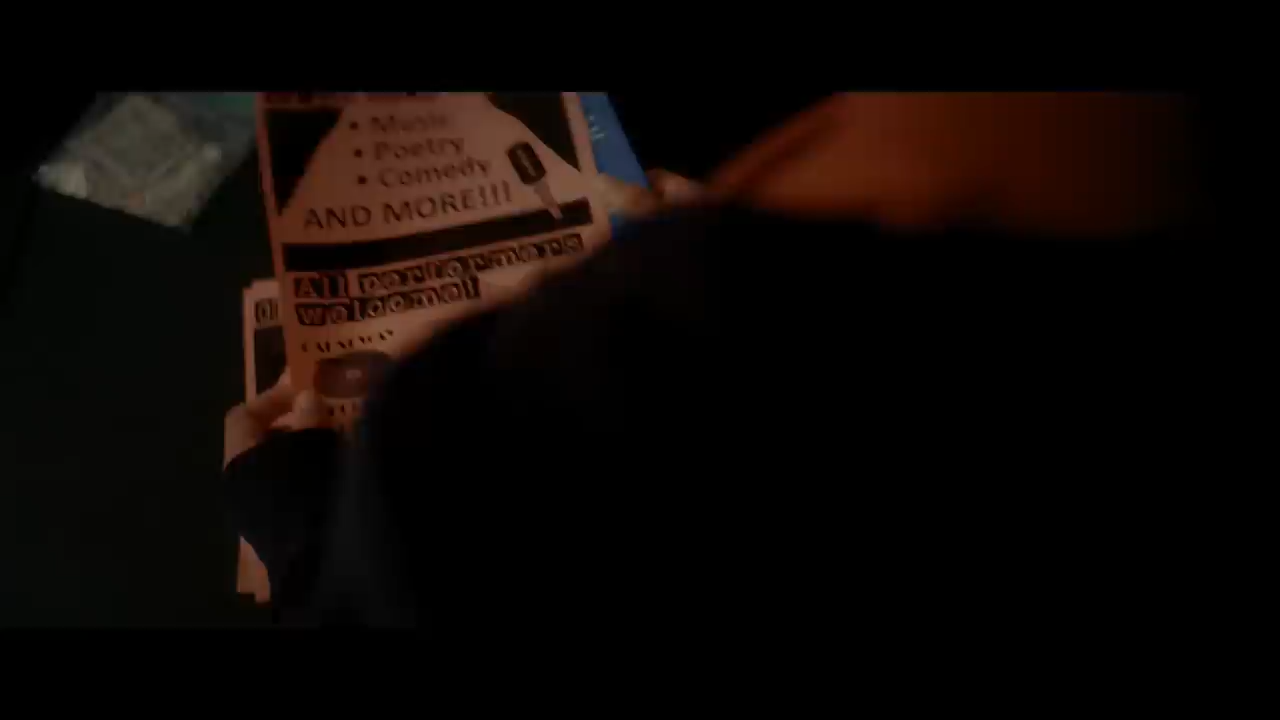 • Music
• Poetry
• Comedy
AND MORE!!!
All performers
welcome!